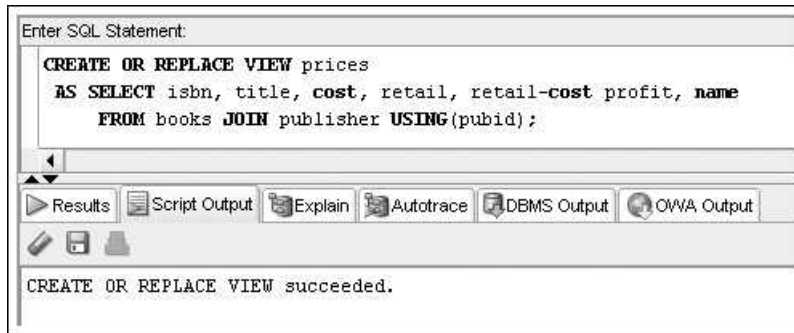 Enter SQL Statement:
CREATE OR REPLACE VIEW prices
AS SELECT isbn, title, cost, retail, retail-cost profit, name
FROM books JOIN publisher USING(pubid);
Results Script Output Explain Autotrace DBMS Output OWA Output
CREATE OR REPLACE VIEW succeeded.